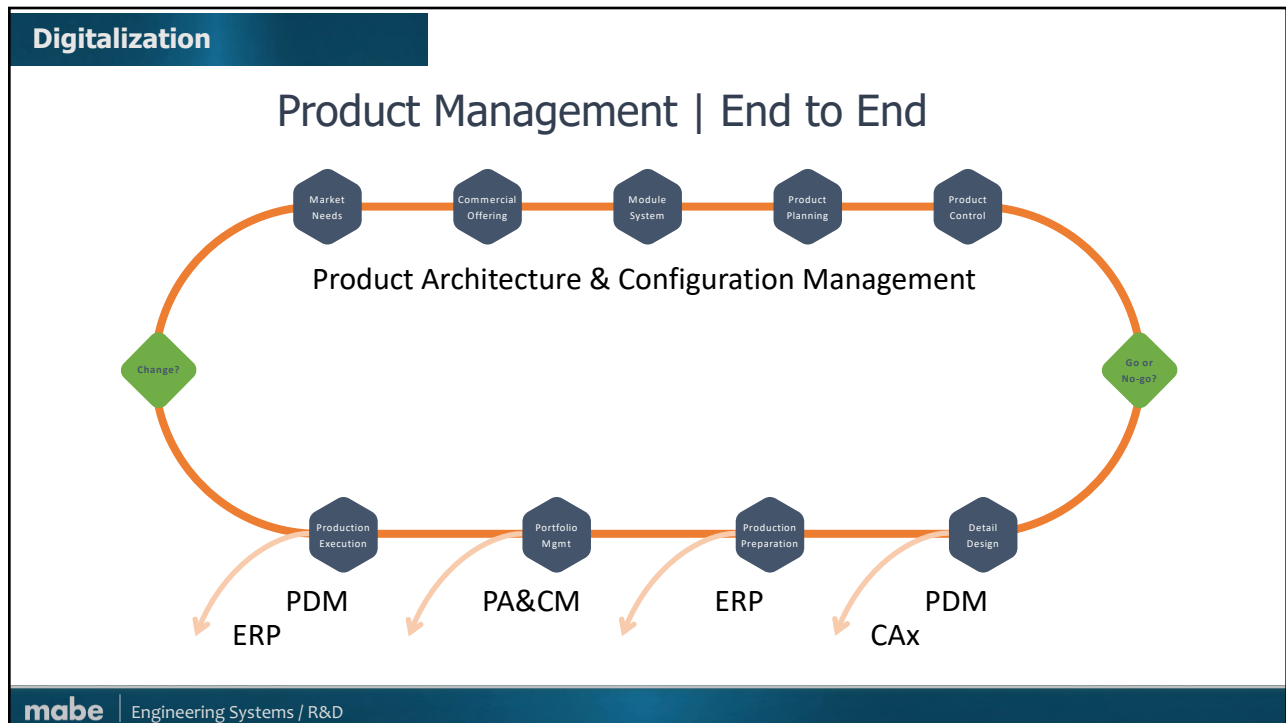 Digitalization
Product Management | End to End
Market
Needs
Commercial
Offering
Module
System
Product
Planning
Product
Control
Product Architecture & Configuration Management
Change?
Go or
No-go?
Production
Execution
Portfolio
Mgmt
Production
Preparation
Detail
Design
PDM
PA&CM
ERP
PDM
ERP
CAx
mabe
Engineering Systems / R&D